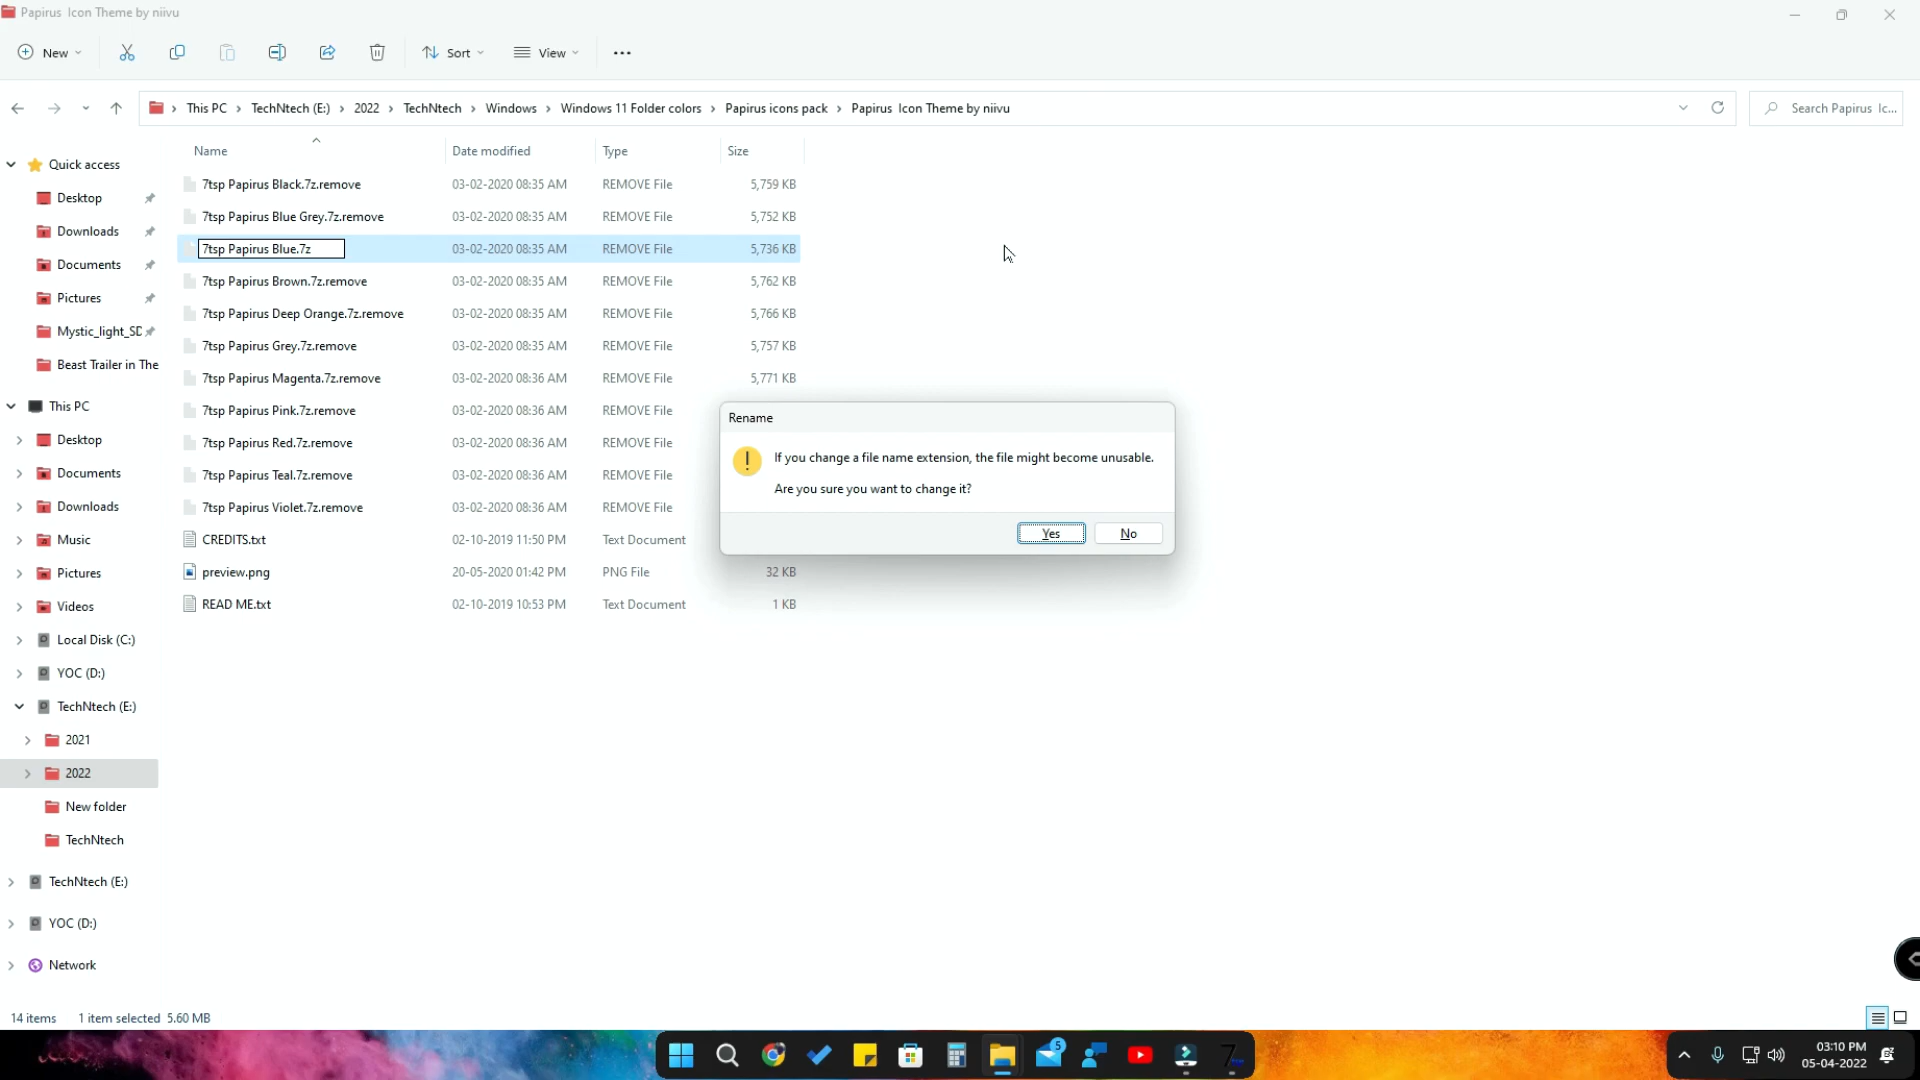 Papirus Icon Theme by niivu
New
Sort
View
This PC
TechNtech (E:)
2022
TechNtech
Windows
Windows 11 Folder colors
Papirus icons pack
Papirus Icon Theme by niivu
Search Papirus Ic...
Name Date modified Type Size
7tsp Papirus Black.7z.remove 03-02-2020 08:35 AM REMOVE File 5,759 KB
7tsp Papirus Blue Grey.7z.remove 03-02-2020 08:35 AM REMOVE File 5,752 KB
7tsp Papirus Blue.7z 03-02-2020 08:35 AM REMOVE File 5,736 KB
7tsp Papirus Brown.7z.remove 03-02-2020 08:35 AM REMOVE File 5,762 KB
7tsp Papirus Deep Orange.7z.remove 03-02-2020 08:35 AM REMOVE File 5,766 KB
7tsp Papirus Grey.7z.remove 03-02-2020 08:35 AM REMOVE File 5,757 KB
7tsp Papirus Magenta.7z.remove 03-02-2020 08:36 AM REMOVE File 5,771 KB
7tsp Papirus Pink.7z.remove 03-02-2020 08:36 AM REMOVE File
7tsp Papirus Red.7z.remove 03-02-2020 08:36 AM REMOVE File
7tsp Papirus Teal.7z.remove 03-02-2020 08:36 AM REMOVE File
7tsp Papirus Violet.7z.remove 03-02-2020 08:36 AM REMOVE File
CREDITS.txt 02-10-2019 11:50 PM Text Document
preview.png 20-05-2020 01:42 PM PNG File 32 KB
READ ME.txt 02-10-2019 10:53 PM Text Document 1 KB
Rename
If you change a file name extension, the file might become unusable.
Are you sure you want to change it?
Yes
No
Quick access
Desktop
Downloads
Documents
Pictures
Mystic_light_SD
Beast Trailer in The
This PC
Desktop
Documents
Downloads
Music
Pictures
Videos
Local Disk (C:)
YOC (D:)
TechNtech (E:)
2021
2022
New folder
TechNtech
TechNtech (E:)
YOC (D:)
Network
14 items 1 item selected 5.60 MB
5
03:10 PM
05-04-2022